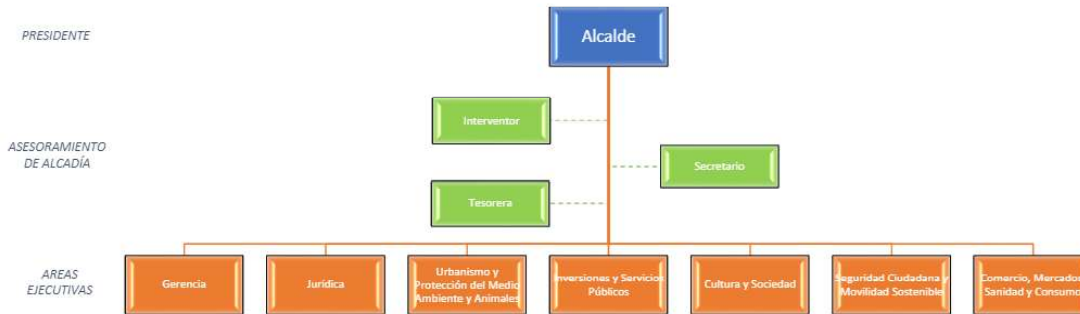 PRESIDENTE
Alcalde
Interventor
ASESORAMIENTO
DE ALCADÍA
Secretario
Tesorera
AREAS
EJECUTIVAS
Gerencia
Jurídica
Urbanismo y
Protección del Medio
Ambiente y Animales
Inversiones y Servicios
Públicos
Cultura y Sociedad
Seguridad Ciudadana y
Movilidad Sostenible
Comercio, Mercados
Sanidad y Consumo